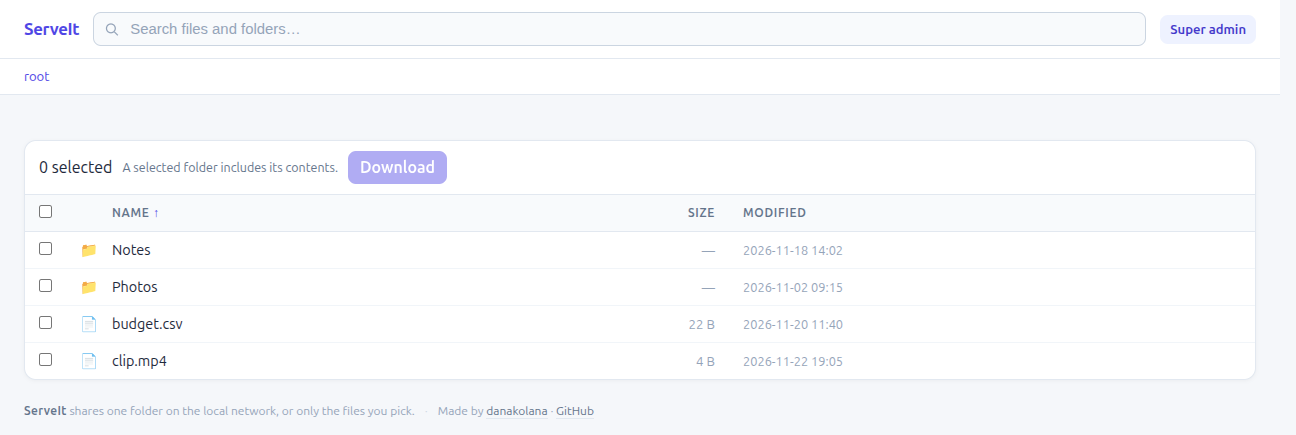 ServeIt Search files and folders… Super admin
root
0 selected A selected folder includes its contents. Download
NAME ↑ SIZE MODIFIED
Notes — 2026-11-18 14:02
Photos — 2026-11-02 09:15
budget.csv 22 B 2026-11-20 11:40
clip.mp4 4 B 2026-11-22 19:05
ServeIt shares one folder on the local network, or only the files you pick. · Made by danakolana · GitHub